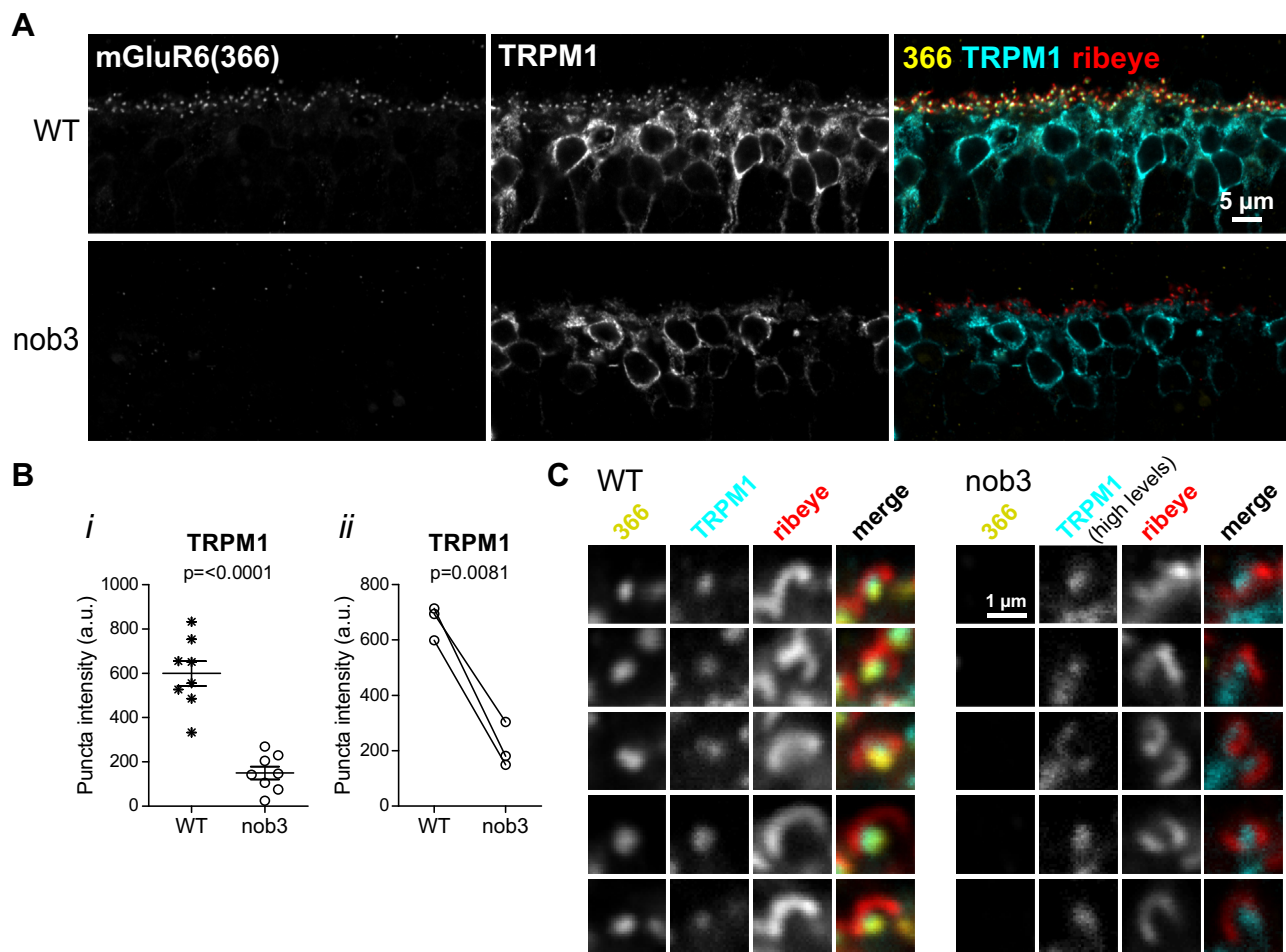 A
mGluR6(366)
TRPM1
366 TRPM1 ribeye
WT
5 µm
nob3
B
i
TRPM1
p=<0.0001
Puncta intensity (a.u.)
1000
800
600
400
200
0
WT nob3
ii
TRPM1
p=0.0081
Puncta intensity (a.u.)
800
600
400
200
0
WT nob3
C
WT
366
TRPM1
ribeye
merge
nob3
366
TRPM1
(high levels)
ribeye
merge
1 µm